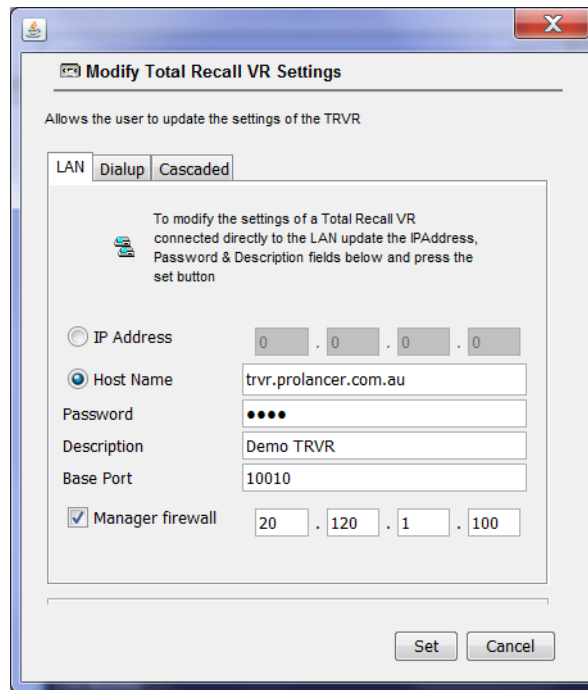 X
Modify Total Recall VR Settings
Allows the user to update the settings of the TRVR
LAN Dialup Cascaded
To modify the settings of a Total Recall VR
connected directly to the LAN update the IPAddress,
Password & Description fields below and press the
set button
IP Address 0 . 0 . 0 . 0
Host Name trvr.prolancer.com.au
Password ●●●●
Description Demo TRVR
Base Port 10010
Manager firewall 20 . 120 . 1 . 100
Set Cancel